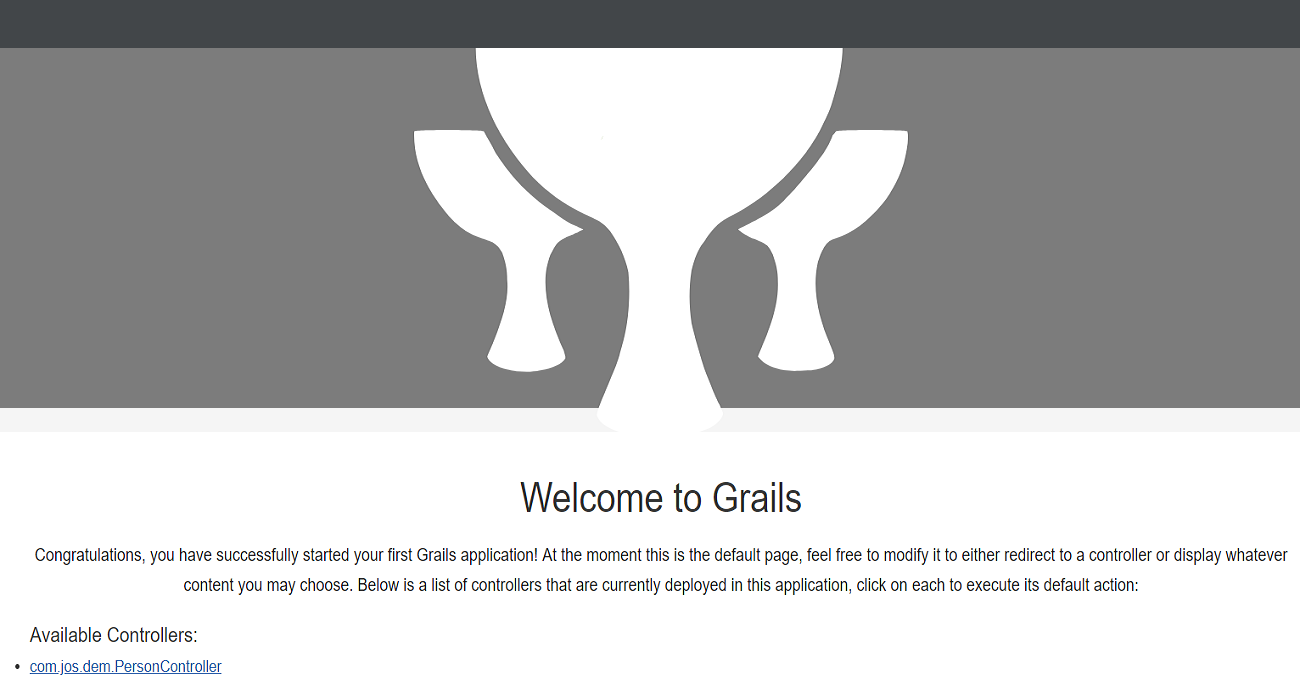 Welcome to Grails
Congratulations, you have successfully started your first Grails application! At the moment this is the default page, feel free to modify it to either redirect to a controller or display whatever
content you may choose. Below is a list of controllers that are currently deployed in this application, click on each to execute its default action:
Available Controllers:
• com.jos.dem.PersonController